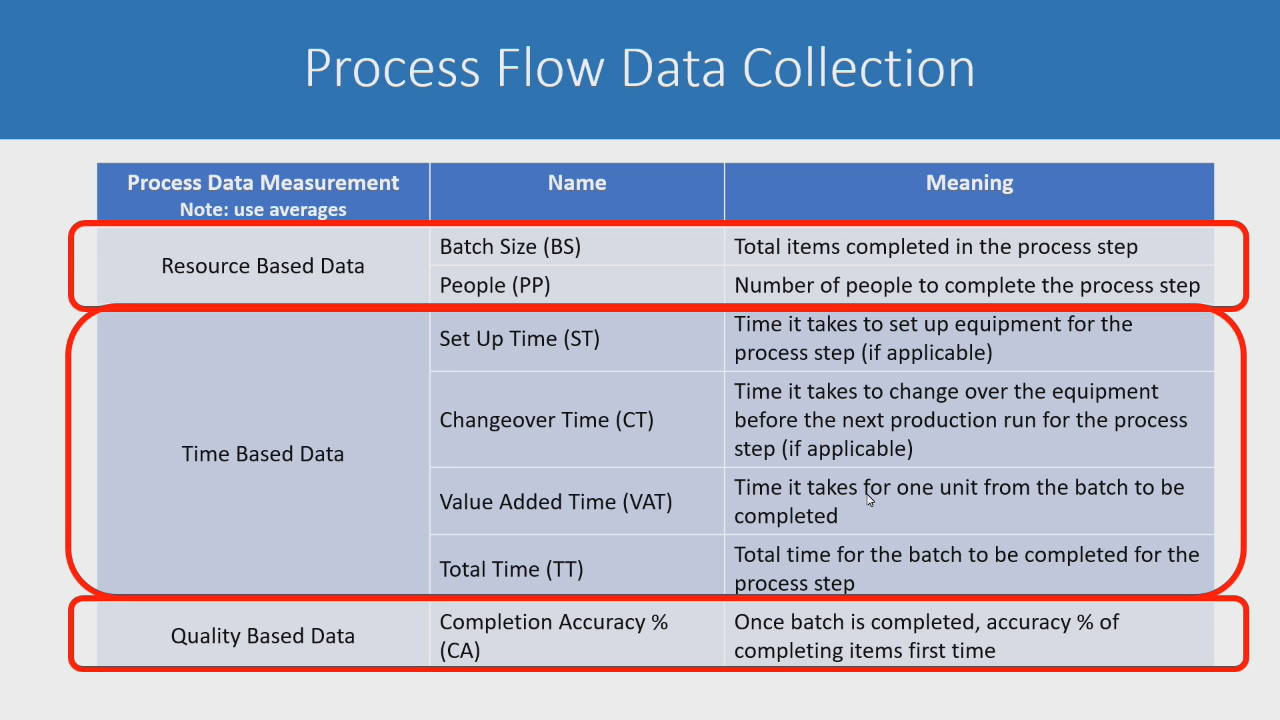 Process Flow Data Collection
Process Data Measurement
Note: use averages
Name
Meaning
Resource Based Data
Batch Size (BS)
Total items completed in the process step
People (PP)
Number of people to complete the process step
Time Based Data
Set Up Time (ST)
Time it takes to set up equipment for the
process step (if applicable)
Changeover Time (CT)
Time it takes to change over the equipment
before the next production run for the process
step (if applicable)
Value Added Time (VAT)
Time it takes for one unit from the batch to be
completed
Total Time (TT)
Total time for the batch to be completed for the
process step
Quality Based Data
Completion Accuracy %
(CA)
Once batch is completed, accuracy % of
completing items first time